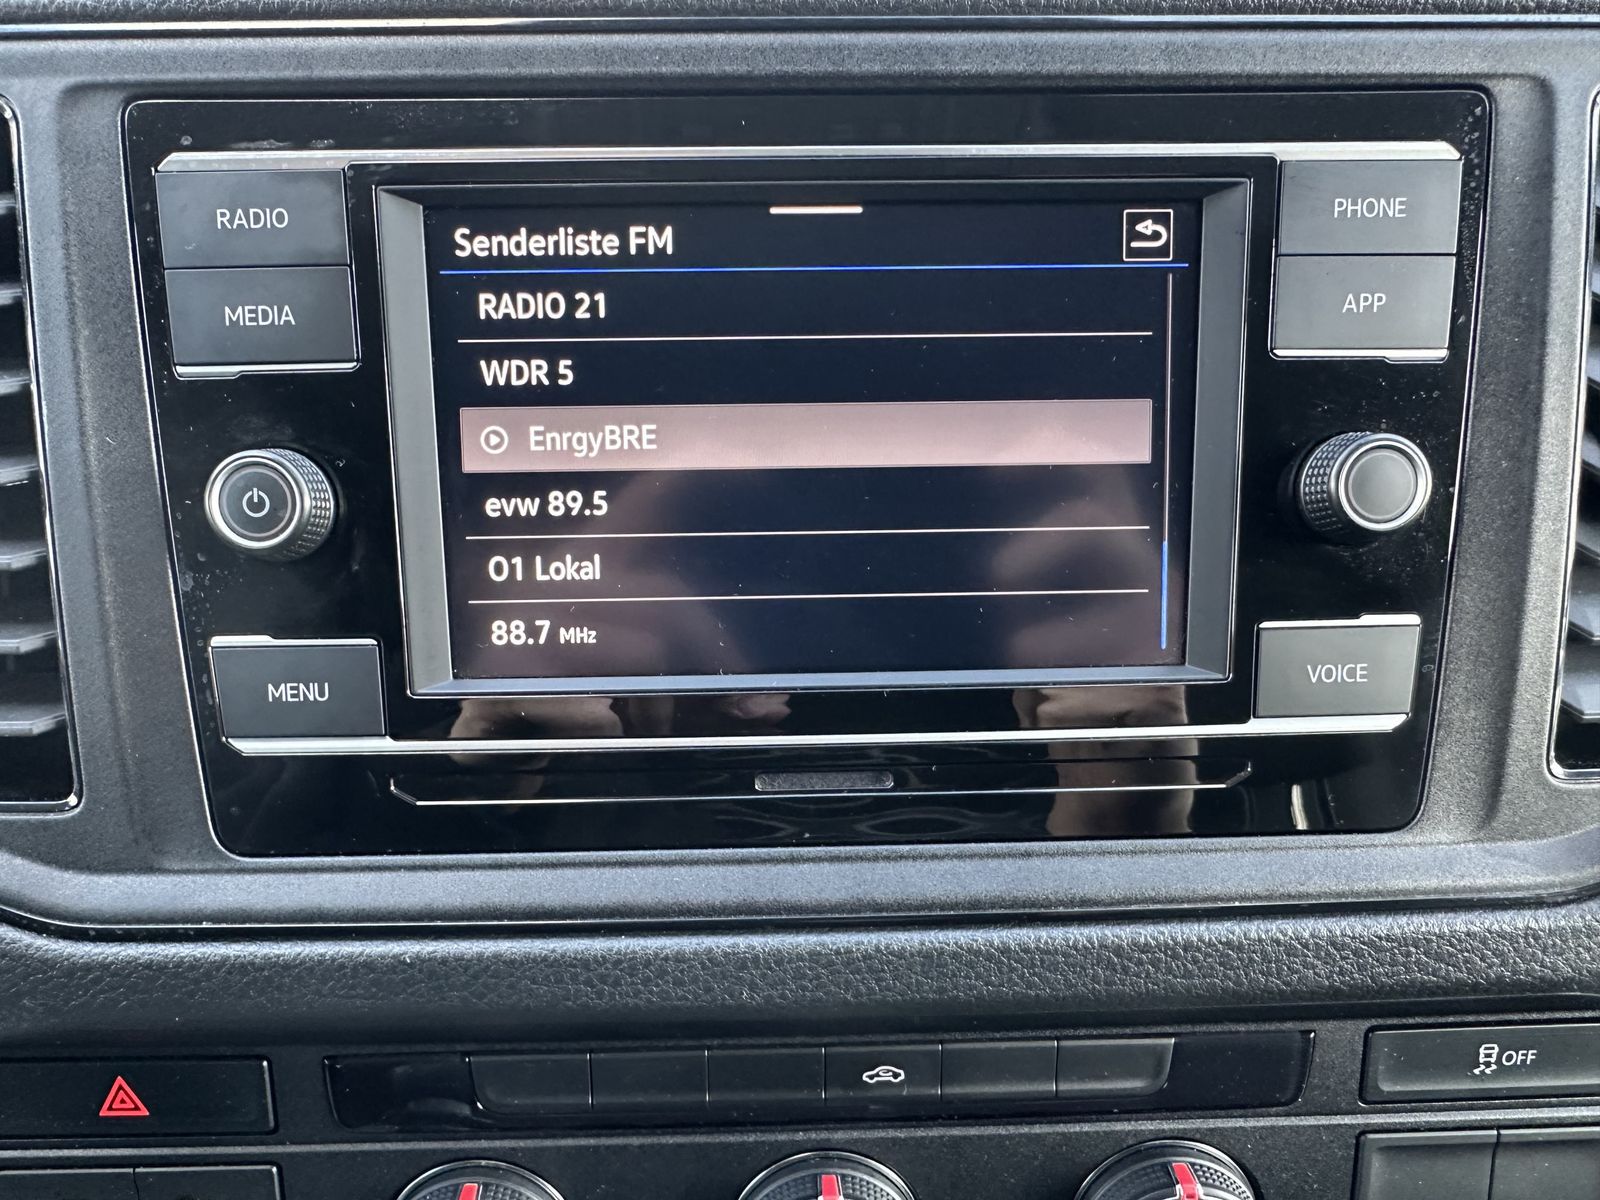 RADIO
MEDIA
MENU
Senderliste FM
RADIO 21
WDR 5
EnrgyBRE
evw 89.5
O1 Lokal
88.7 MHz
PHONE
APP
VOICE
OFF